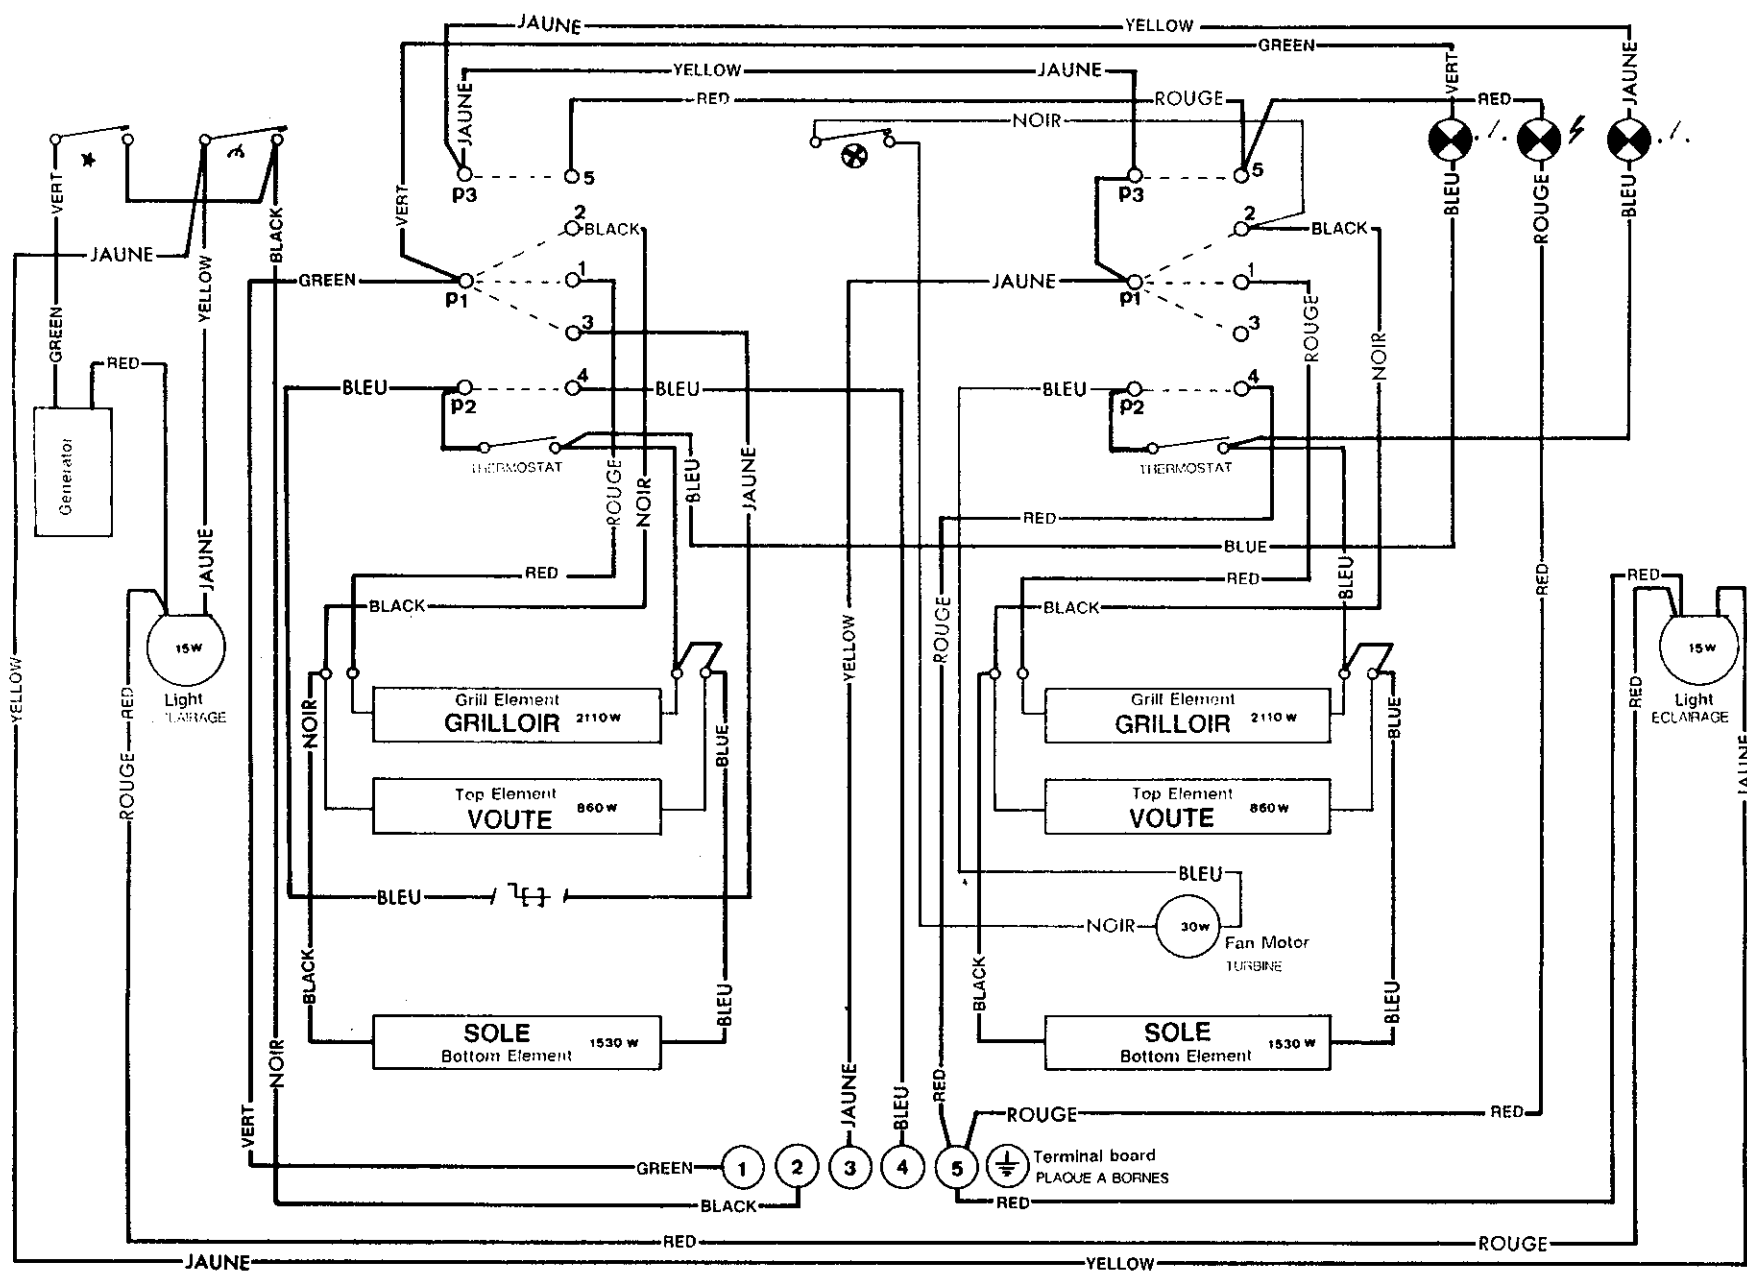 JAUNE
YELLOW
GREEN
YELLOW
JAUNE
RED
ROUGE
RED
NOIR
VERT
JAUNE
JAUNE
VERT
P3
5
P3
5
VERT
BLEU
ROUGE
BLEU
2
BLACK
2
BLACK
BLACK
JAUNE
YELLOW
GREEN
P1
1
JAUNE
P1
1
3
3
GREEN
ROUGE
NOIR
RED
BLEU
P2
4
BLEU
BLEU
P2
4
Generator
THERMOSTAT
THERMOSTAT
ROUGE
NOIR
BLEU
JAUNE
RED
BLUE
JAUNE
RED
RED
BLEU
RED
RED
BLACK
BLACK
ROUGE
YELLOW
15W
Light
15W
Light
ECLAIRAGE
YELLOW
RED
ROUGE
NOIR
Grill Element
GRILLOIR 2110 W
BLUE
Grill Element
GRILLOIR 2110 W
BLUE
RED
JAUNE
Top Element
VOUTE 860 W
Top Element
VOUTE 860 W
BLEU
BLEU
NOIR
30W
Fan Motor
TURBINE
BLACK
BLEU
BLACK
BLEU
SOLE
Bottom Element 1530 W
SOLE
Bottom Element 1530 W
NOIR
VERT
JAUNE
BLEU
RED
ROUGE
RED
GREEN
1
2
3
4
5
Terminal board
PLAQUE A BORNES
BLACK
RED
RED
ROUGE
JAUNE
YELLOW